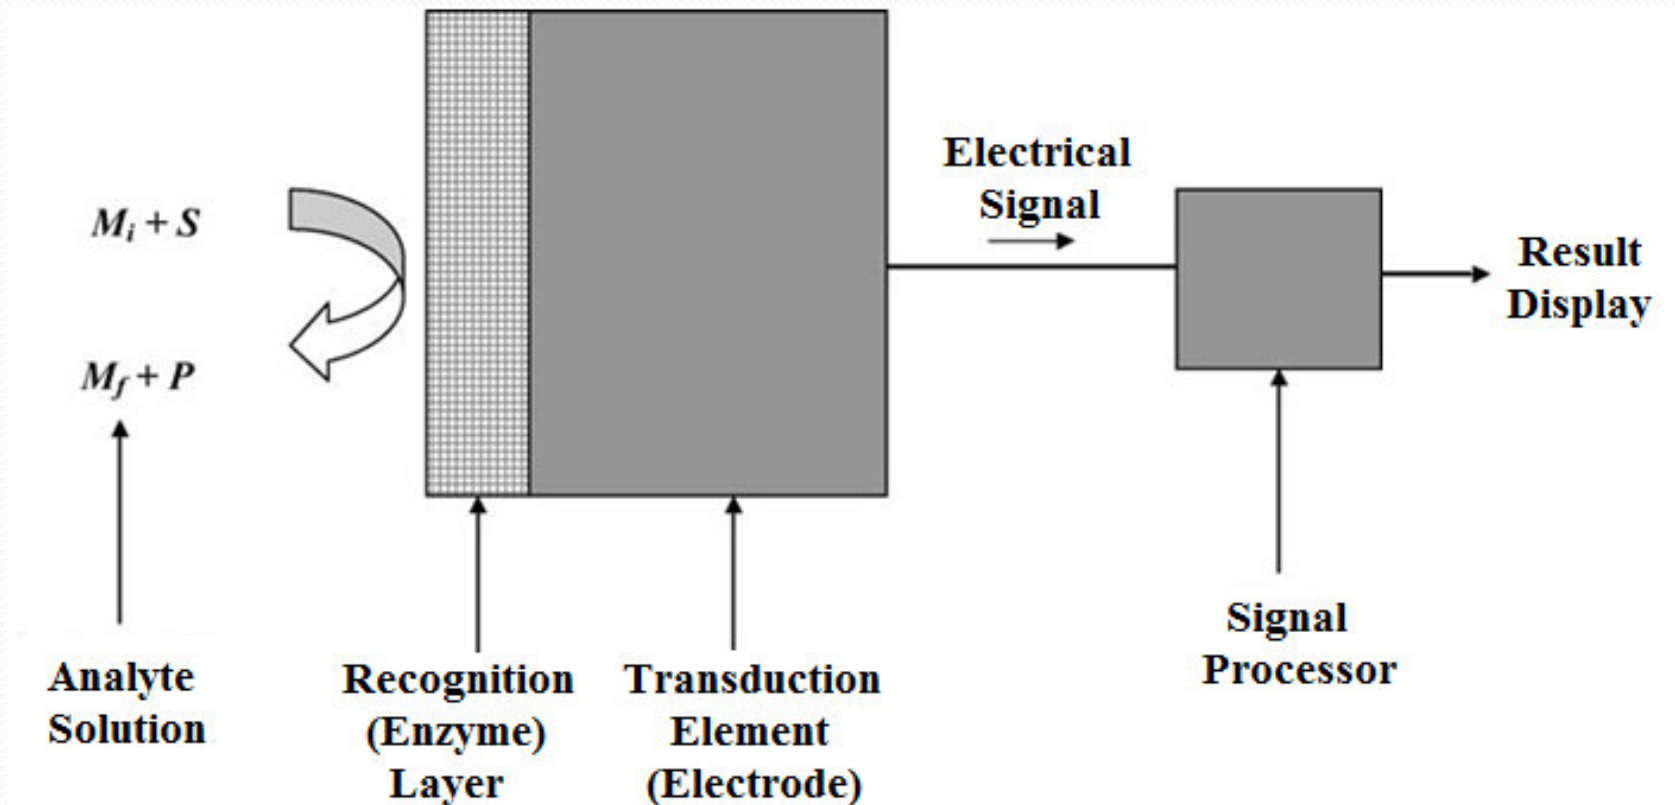 Electrical
Signal
Mi + S
Result
Display
Mf + P
Analyte
Solution
Recognition
(Enzyme)
Layer
Transduction
Element
(Electrode)
Signal
Processor